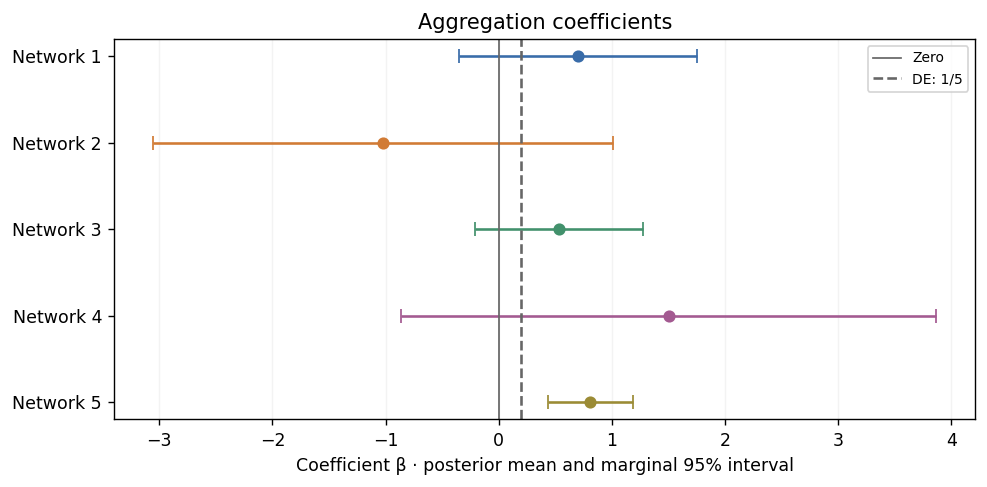 Aggregation coefficients
Network 1
Network 2
Network 3
Network 4
Network 5
Zero
DE: 1/5
−3
−2
−1
0
1
2
3
4
Coefficient β · posterior mean and marginal 95% interval